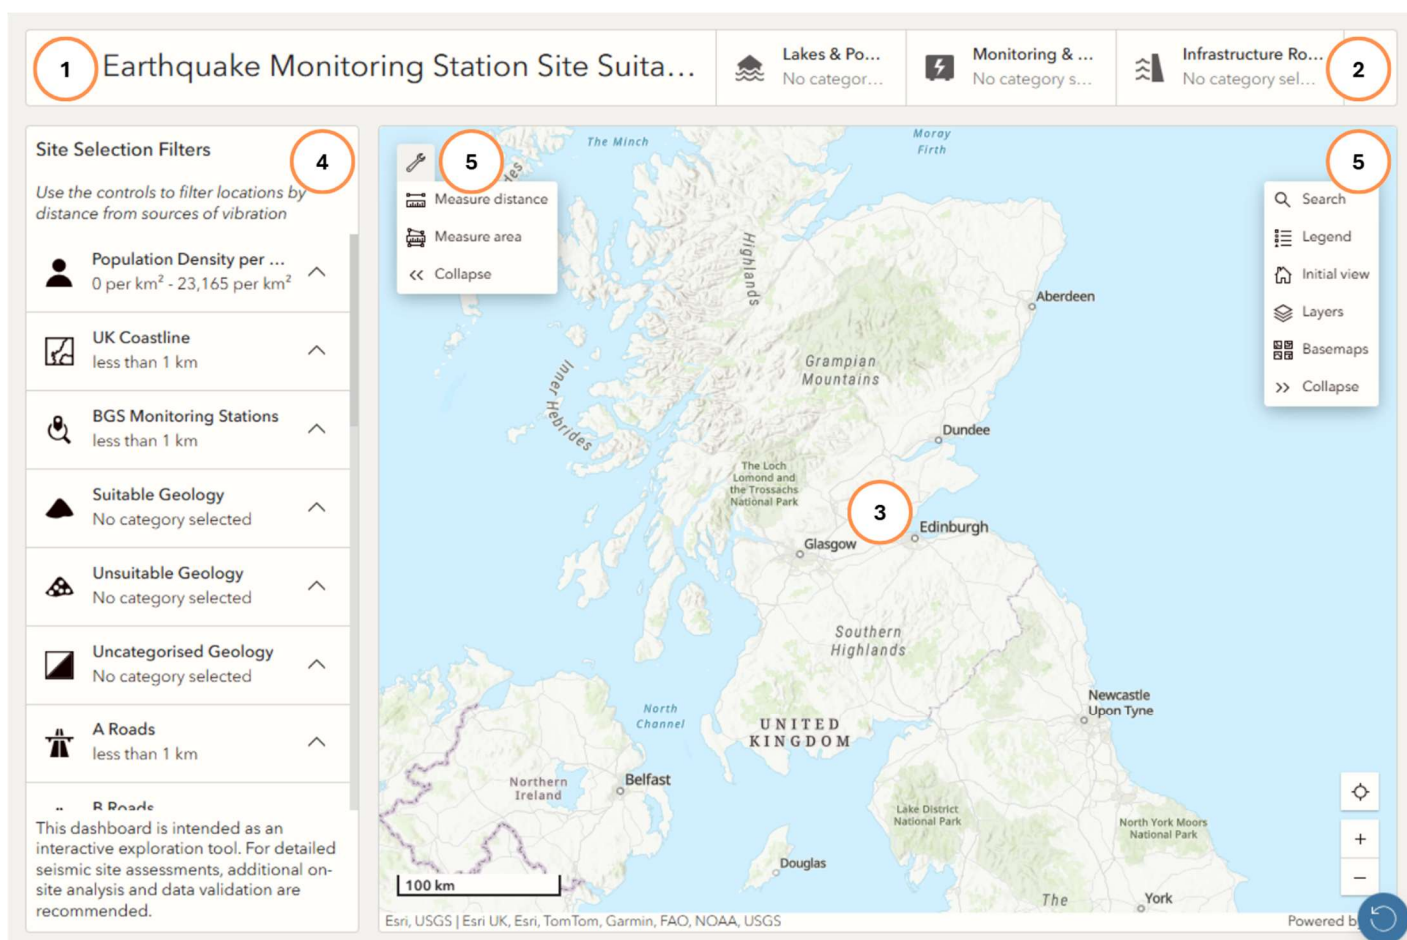 1
Earthquake Monitoring Station Site Suita...
Lakes & Po...
No categor...
Monitoring & ...
No category s...
Infrastructure Ro...
No category sel...
2
Site Selection Filters
4
Use the controls to filter locations by
distance from sources of vibration
Population Density per ...
0 per km² - 23,165 per km²
UK Coastline
less than 1 km
BGS Monitoring Stations
less than 1 km
Suitable Geology
No category selected
Unsuitable Geology
No category selected
Uncategorised Geology
No category selected
A Roads
less than 1 km
B Roads
This dashboard is intended as an
interactive exploration tool. For detailed
seismic site assessments, additional on-
site analysis and data validation are
recommended.
5
Measure distance
Measure area
Collapse
The Minch
Moray
Firth
5
Search
Legend
Initial view
Layers
Basemaps
Collapse
Highlands
Aberdeen
Grampian
Mountains
Inner Hebrides
Dundee
The Loch
Lomond and
the Trossachs
National Park
3
Edinburgh
Glasgow
Southern
Highlands
North
Channel
UNITED
KINGDOM
Newcastle
Upon Tyne
Northern
Ireland
Belfast
Lake District
National Park
North York Moors
National Park
Douglas
The
York
100 km
Esri, USGS | Esri UK, Esri, TomTom, Garmin, FAO, NOAA, USGS
Powered